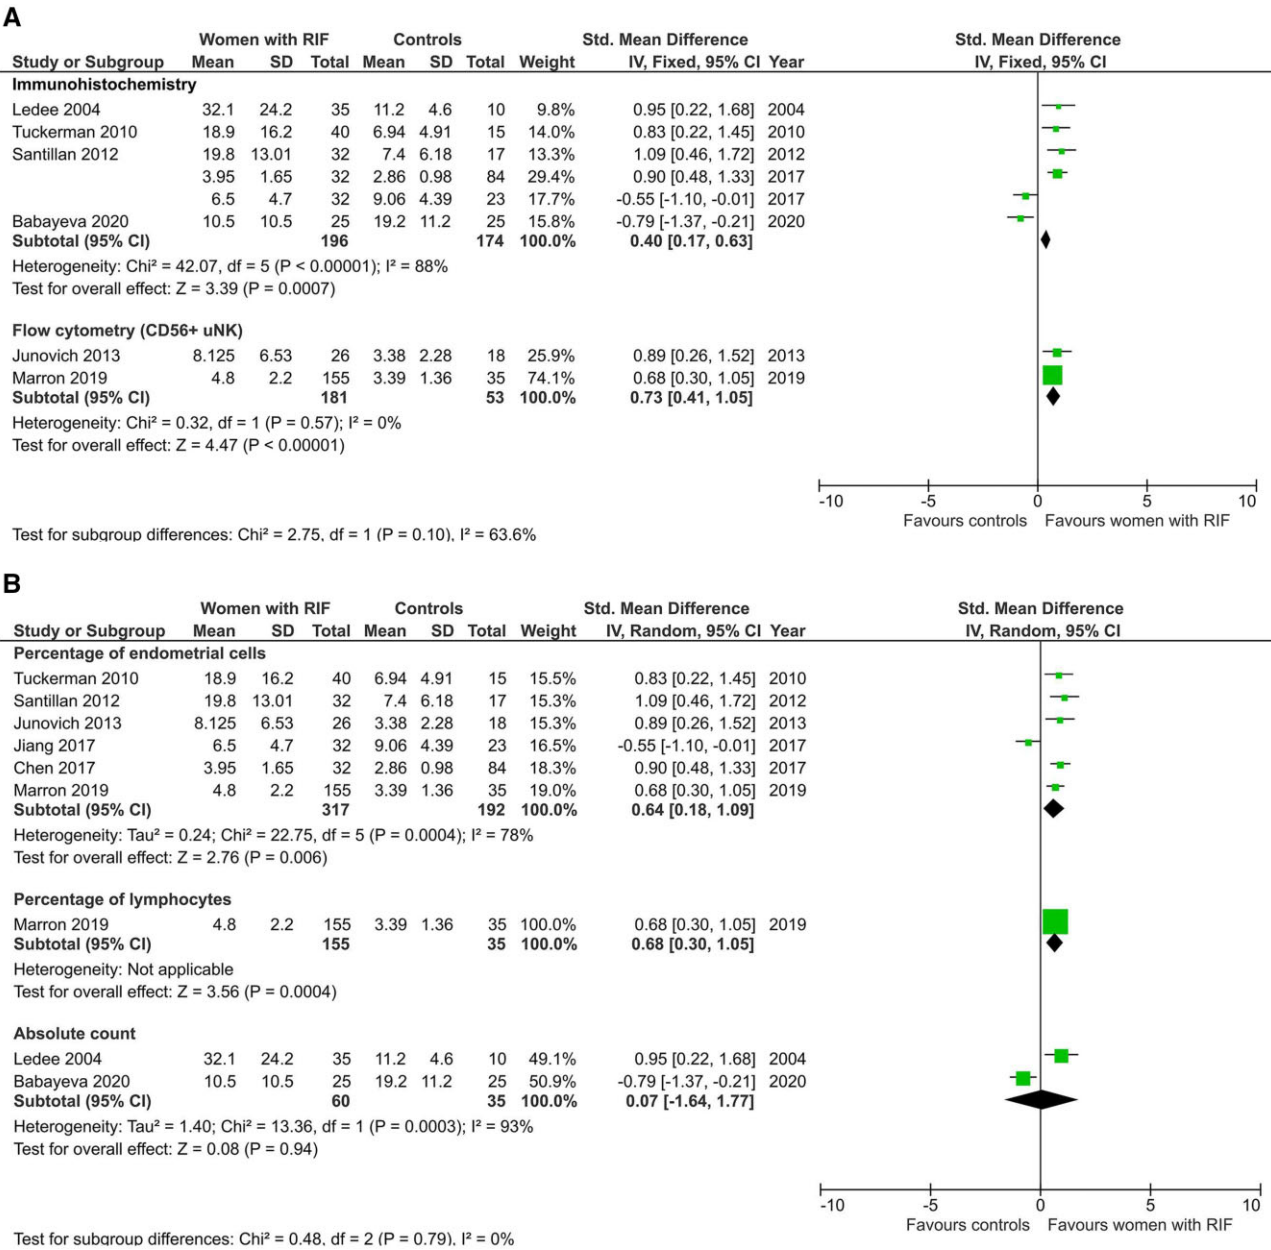 A
Women with RIF Controls Std. Mean Difference Std. Mean Difference
Study or Subgroup Mean SD Total Mean SD Total Weight IV, Fixed, 95% CI Year IV, Fixed, 95% CI
Immunohistochemistry
Ledee 2004 32.1 24.2 35 11.2 4.6 10 9.8% 0.95 [0.22, 1.68] 2004
Tuckerman 2010 18.9 16.2 40 6.94 4.91 15 14.0% 0.83 [0.22, 1.45] 2010
Santillan 2012 19.8 13.01 32 7.4 6.18 17 13.3% 1.09 [0.46, 1.72] 2012
3.95 1.65 32 2.86 0.98 84 29.4% 0.90 [0.48, 1.33] 2017
6.5 4.7 32 9.06 4.39 23 17.7% -0.55 [-1.10, -0.01] 2017
Babayeva 2020 10.5 10.5 25 19.2 11.2 25 15.8% -0.79 [-1.37, -0.21] 2020
Subtotal (95% CI) 196 174 100.0% 0.40 [0.17, 0.63]
Heterogeneity: Chi² = 42.07, df = 5 (P < 0.00001); I² = 88%
Test for overall effect: Z = 3.39 (P = 0.0007)
Flow cytometry (CD56+ uNK)
Junovich 2013 8.125 6.53 26 3.38 2.28 18 25.9% 0.89 [0.26, 1.52] 2013
Marron 2019 4.8 2.2 155 3.39 1.36 35 74.1% 0.68 [0.30, 1.05] 2019
Subtotal (95% CI) 181 53 100.0% 0.73 [0.41, 1.05]
Heterogeneity: Chi² = 0.32, df = 1 (P = 0.57); I² = 0%
Test for overall effect: Z = 4.47 (P < 0.00001)
-10 -5 0 5 10
Favours controls Favours women with RIF
Test for subgroup differences: Chi² = 2.75, df = 1 (P = 0.10), I² = 63.6%
B
Women with RIF Controls Std. Mean Difference Std. Mean Difference
Study or Subgroup Mean SD Total Mean SD Total Weight IV, Random, 95% CI Year IV, Random, 95% CI
Percentage of endometrial cells
Tuckerman 2010 18.9 16.2 40 6.94 4.91 15 15.5% 0.83 [0.22, 1.45] 2010
Santillan 2012 19.8 13.01 32 7.4 6.18 17 15.3% 1.09 [0.46, 1.72] 2012
Junovich 2013 8.125 6.53 26 3.38 2.28 18 15.3% 0.89 [0.26, 1.52] 2013
Jiang 2017 6.5 4.7 32 9.06 4.39 23 16.5% -0.55 [-1.10, -0.01] 2017
Chen 2017 3.95 1.65 32 2.86 0.98 84 18.3% 0.90 [0.48, 1.33] 2017
Marron 2019 4.8 2.2 155 3.39 1.36 35 19.0% 0.68 [0.30, 1.05] 2019
Subtotal (95% CI) 317 192 100.0% 0.64 [0.18, 1.09]
Heterogeneity: Tau² = 0.24; Chi² = 22.75, df = 5 (P = 0.0004); I² = 78%
Test for overall effect: Z = 2.76 (P = 0.006)
Percentage of lymphocytes
Marron 2019 4.8 2.2 155 3.39 1.36 35 100.0% 0.68 [0.30, 1.05] 2019
Subtotal (95% CI) 155 35 100.0% 0.68 [0.30, 1.05]
Heterogeneity: Not applicable
Test for overall effect: Z = 3.56 (P = 0.0004)
Absolute count
Ledee 2004 32.1 24.2 35 11.2 4.6 10 49.1% 0.95 [0.22, 1.68] 2004
Babayeva 2020 10.5 10.5 25 19.2 11.2 25 50.9% -0.79 [-1.37, -0.21] 2020
Subtotal (95% CI) 60 35 100.0% 0.07 [-1.64, 1.77]
Heterogeneity: Tau² = 1.40; Chi² = 13.36, df = 1 (P = 0.0003); I² = 93%
Test for overall effect: Z = 0.08 (P = 0.94)
-10 -5 0 5 10
Favours controls Favours women with RIF
Test for subgroup differences: Chi² = 0.48, df = 2 (P = 0.79), I² = 0%